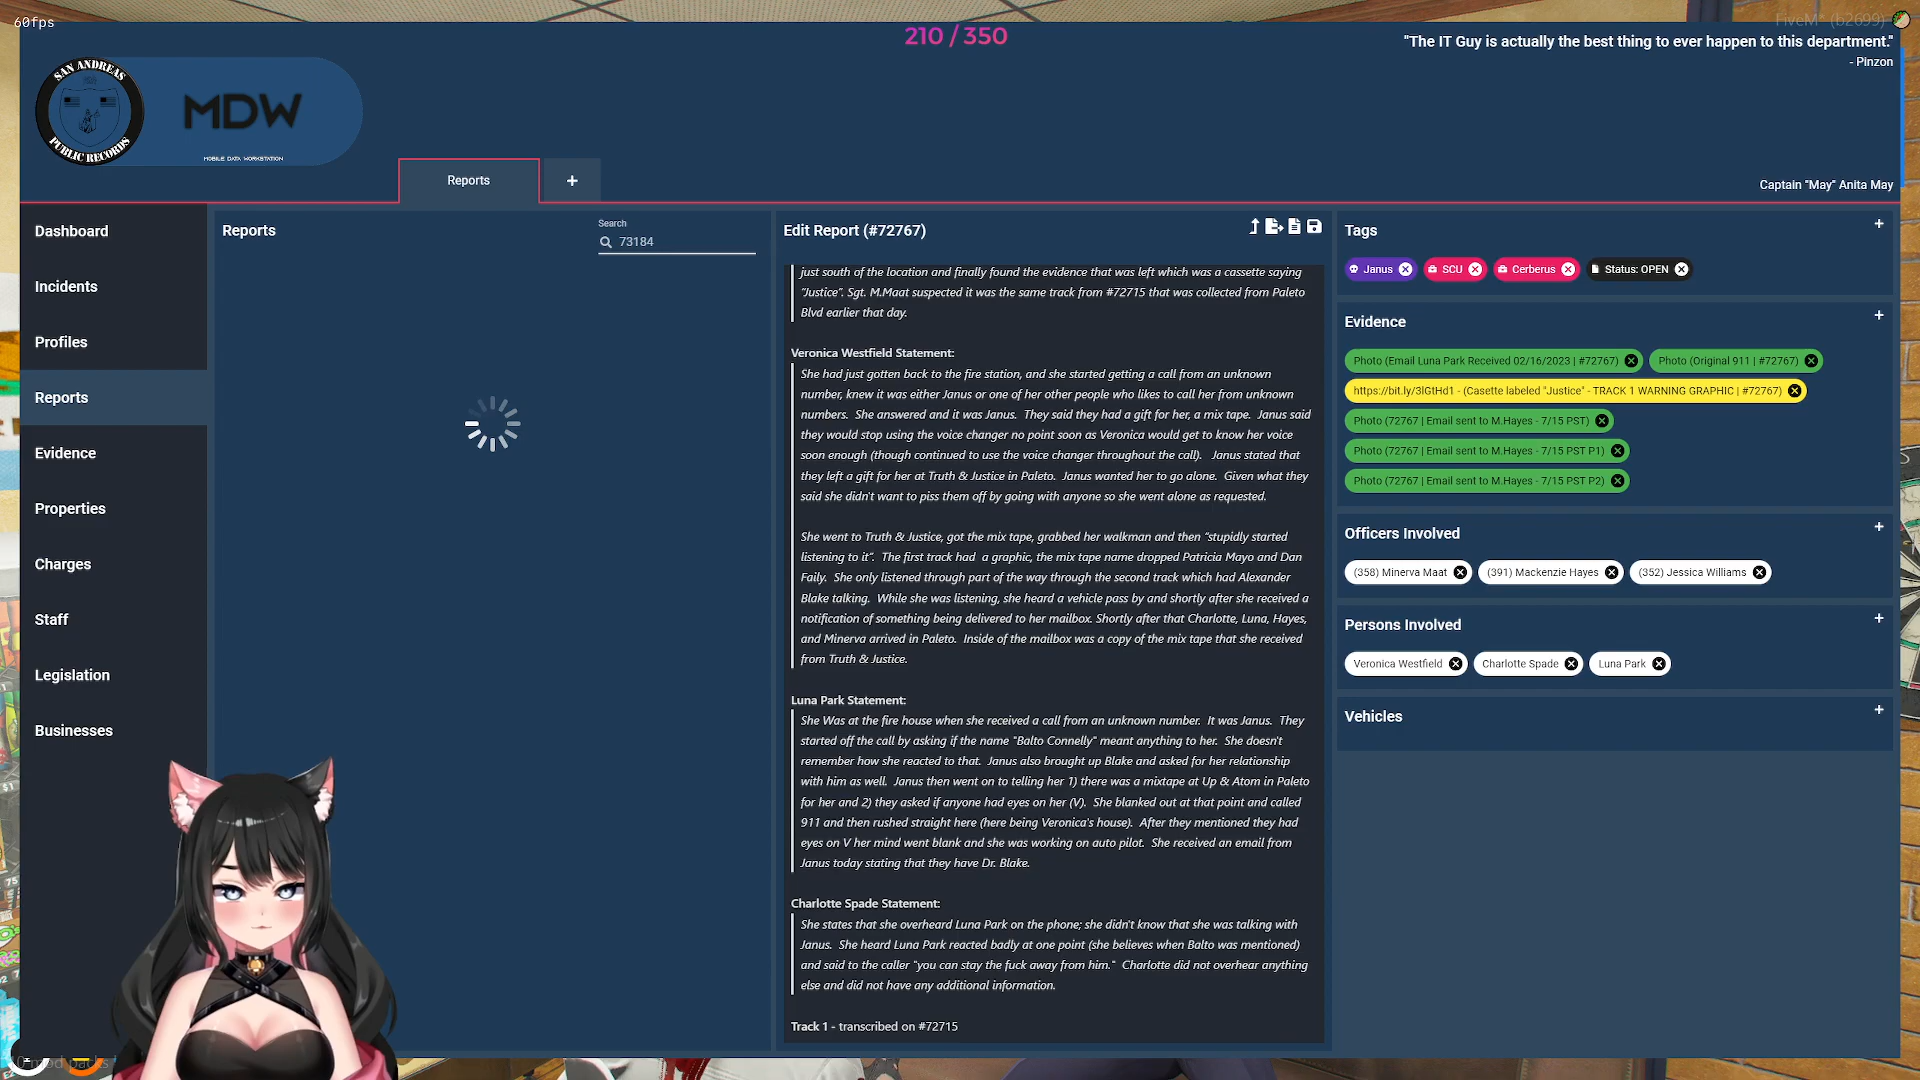 60fps
210 / 350
FiveM* (b2699)
"The IT Guy is actually the best thing to ever happen to this department."
- Pinzon
SAN ANDREAS
PUBLIC RECORDS
MDW
MOBILE DATA WORKSTATION
Reports
+
Captain "May" Anita May
Dashboard
Incidents
Profiles
Reports
Evidence
Properties
Charges
Staff
Legislation
Businesses
Reports
Search
73184
Edit Report (#72767)
just south of the location and finally found the evidence that was left which was a cassette saying
"Justice". Sgt. M.Maat suspected it was the same track from #72715 that was collected from Paleto
Blvd earlier that day.
Veronica Westfield Statement:
She had just gotten back to the fire station, and she started getting a call from an unknown
number, knew it was either Janus or one of her other people who likes to call her from unknown
numbers. She answered and it was Janus. They said they had a gift for her, a mix tape. Janus said
they would stop using the voice changer no point soon as Veronica would get to know her voice
soon enough (though continued to use the voice changer throughout the call). Janus stated that
they left a gift for her at Truth & Justice in Paleto. Janus wanted her to go alone. Given what they
said she didn't want to piss them off by going with anyone so she went alone as requested.
She went to Truth & Justice, got the mix tape, grabbed her walkman and then "stupidly started
listening to it". The first track had a graphic, the mix tape name dropped Patricia Mayo and Dan
Faily. She only listened through part of the way through the second track which had Alexander
Blake talking. While she was listening, she heard a vehicle pass by and shortly after she received a
notification of something being delivered to her mailbox. Shortly after that Charlotte, Luna, Hayes,
and Minerva arrived in Paleto. Inside of the mailbox was a copy of the mix tape that she received
from Truth & Justice.
Luna Park Statement:
She Was at the fire house when she received a call from an unknown number. It was Janus. They
started off the call by asking if the name "Balto Connelly" meant anything to her. She doesn't
remember how she reacted to that. Janus also brought up Blake and asked for her relationship
with him as well. Janus then went on to telling her 1) there was a mixtape at Up & Atom in Paleto
for her and 2) they asked if anyone had eyes on her (V). She blanked out at that point and called
911 and then rushed straight here (here being Veronica's house). After they mentioned they had
eyes on V her mind went blank and she was working on auto pilot. She received an email from
Janus today stating that they have Dr. Blake.
Charlotte Spade Statement:
She states that she overheard Luna Park on the phone; she didn't know that she was talking with
Janus. She heard Luna Park reacted badly at one point (she believes when Balto was mentioned)
and said to the caller "you can stay the fuck away from him." Charlotte did not overhear anything
else and did not have any additional information.
Track 1 - transcribed on #72715
Tags
+
Janus
SCU
Cerberus
Status: OPEN
Evidence
+
Photo (Email Luna Park Received 02/16/2023 | #72767)
Photo (Original 911 | #72767)
https://bit.ly/3lGtHd1 - (Casette labeled "Justice" - TRACK 1 WARNING GRAPHIC | #72767)
Photo (72767 | Email sent to M.Hayes - 7/15 PST)
Photo (72767 | Email sent to M.Hayes - 7/15 PST P1)
Photo (72767 | Email sent to M.Hayes - 7/15 PST P2)
Officers Involved
+
(358) Minerva Maat
(391) Mackenzie Hayes
(352) Jessica Williams
Persons Involved
+
Veronica Westfield
Charlotte Spade
Luna Park
Vehicles
+
mod packs